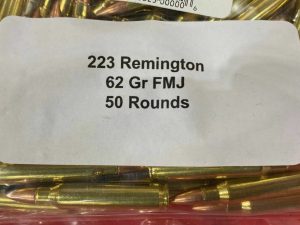 223 Remington
62 Gr FMJ
50 Rounds